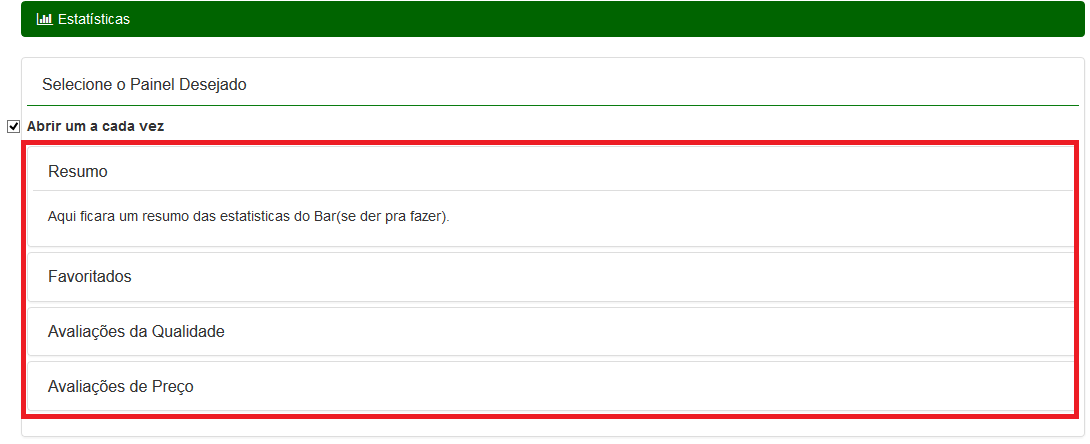 Estatísticas
Selecione o Painel Desejado
Abrir um a cada vez
Resumo
Aqui ficara um resumo das estatisticas do Bar(se der pra fazer).
Favoritados
Avaliações da Qualidade
Avaliações de Preço